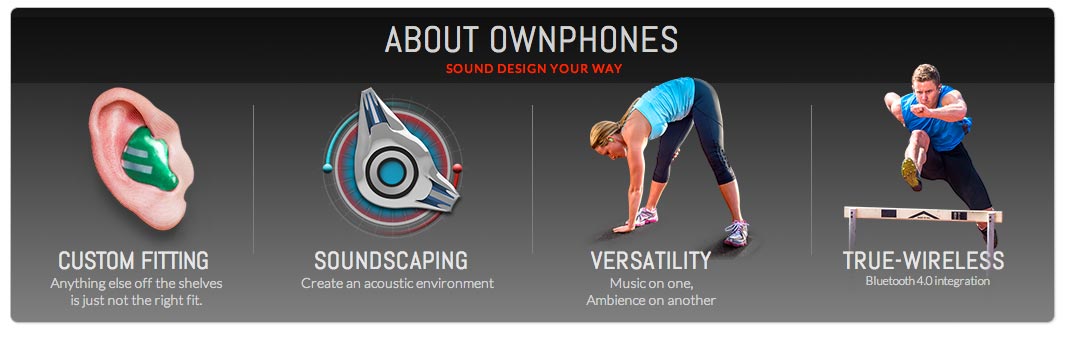 ABOUT OWNPHONES
SOUND DESIGN YOUR WAY
CUSTOM FITTING
Anything else off the shelves
is just not the right fit.
SOUNDSCAPING
Create an acoustic environment
VERSATILITY
Music on one,
Ambience on another
TRUE-WIRELESS
Bluetooth 4.0 integration